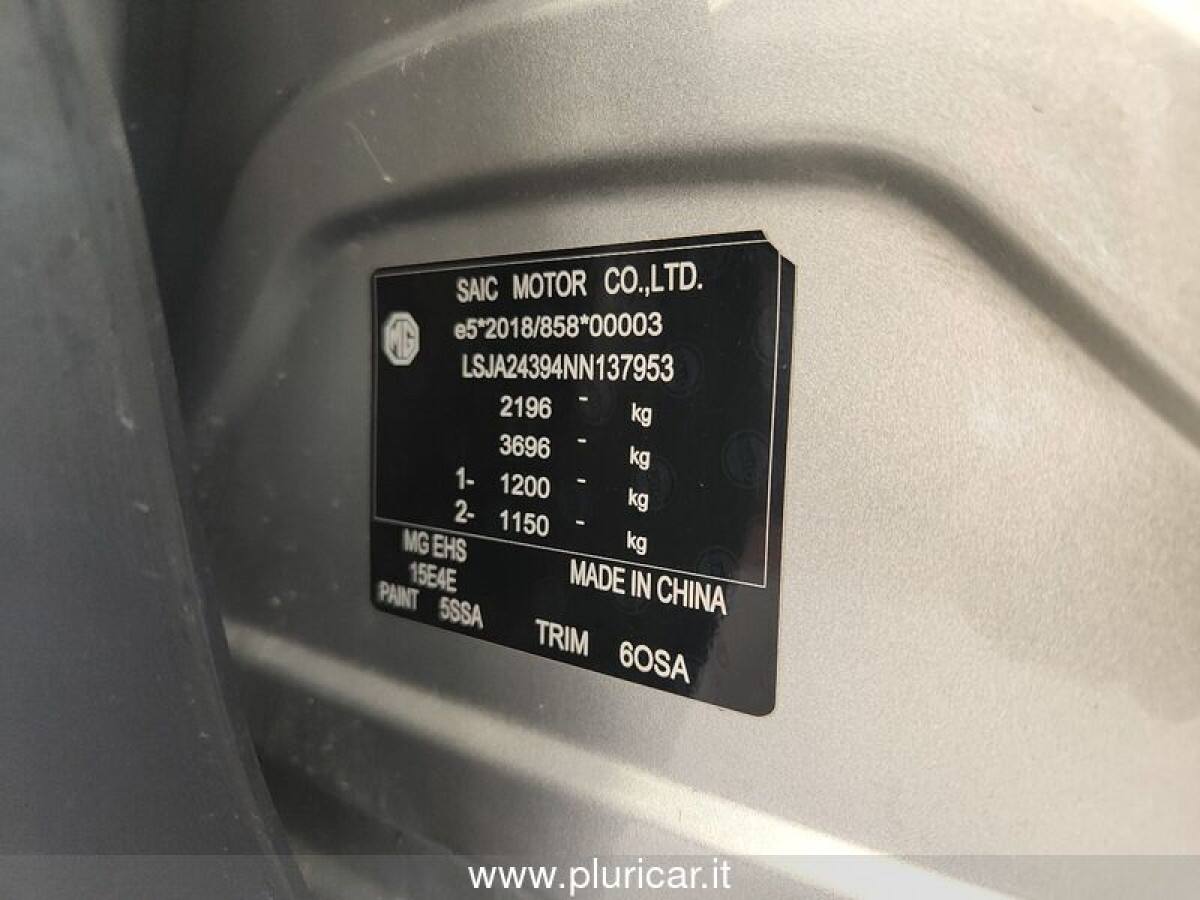 SAIC MOTOR CO.,LTD.
e5*2018/858*00003
MG
LSJA24394NN137953
2196 - kg
3696 - kg
1- 1200 - kg
2- 1150 - kg
MG EHS
15E4E
MADE IN CHINA
PAINT 5SSA
TRIM 6OSA
www.pluricar.it